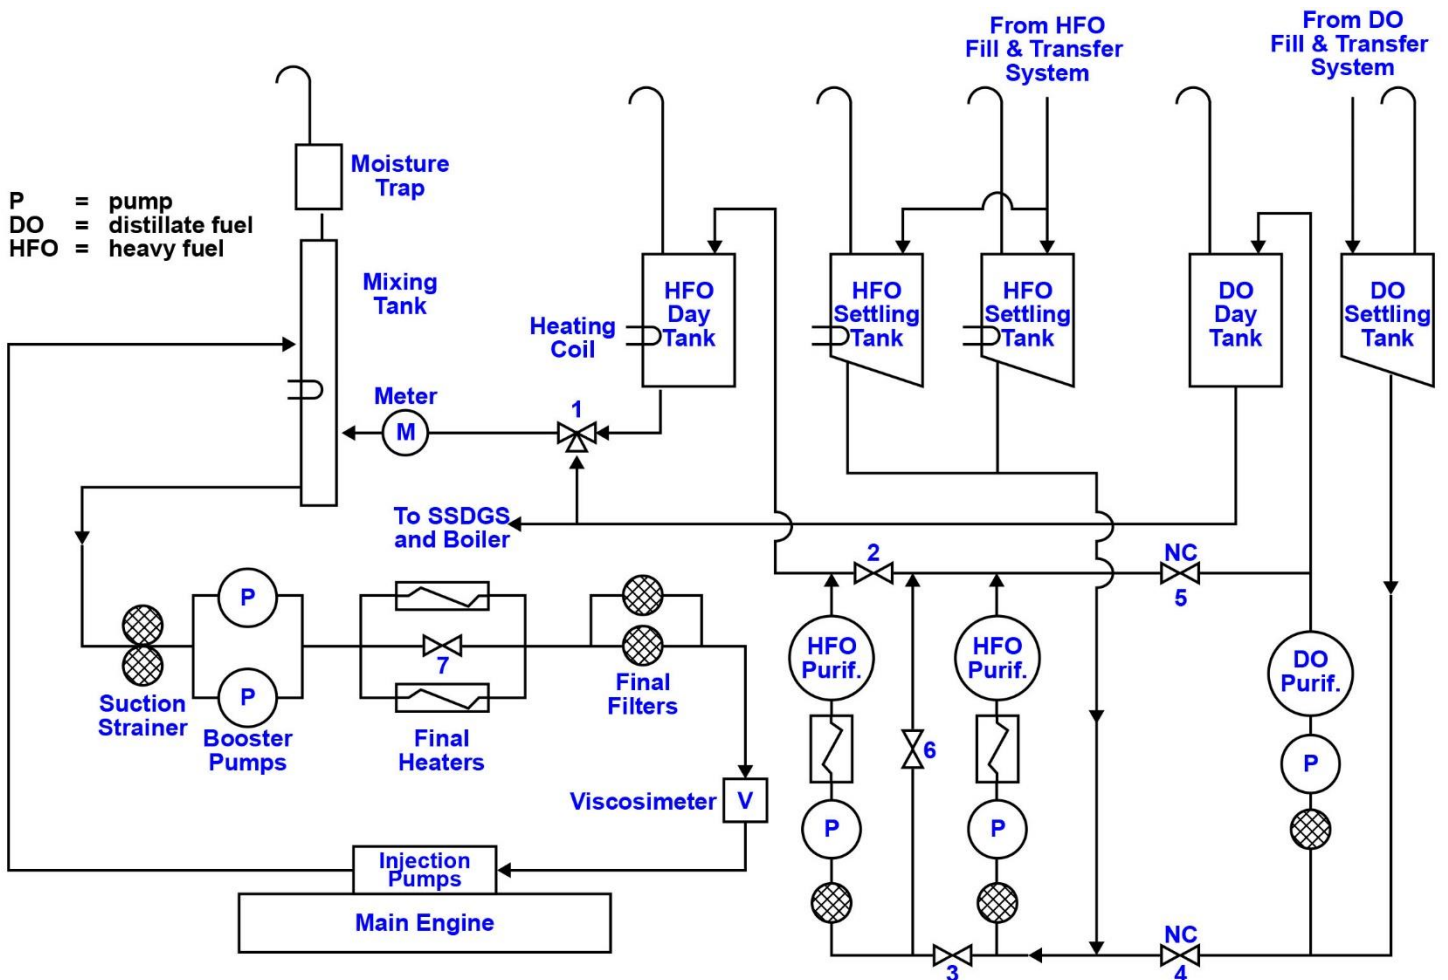 From HFO
Fill & Transfer
System
From DO
Fill & Transfer
System
Moisture
Trap
P = pump
DO = distillate fuel
HFO = heavy fuel
Mixing
Tank
Heating
Coil
HFO
Day
Tank
HFO
Settling
Tank
HFO
Settling
Tank
DO
Day
Tank
DO
Settling
Tank
Meter
M
1
To SSDGS
and Boiler
2
NC
5
P
P
7
Suction
Strainer
Booster
Pumps
Final
Heaters
Final
Filters
HFO
Purif.
HFO
Purif.
DO
Purif.
6
P
P
P
Viscosimeter
V
Injection
Pumps
Main Engine
3
NC
4